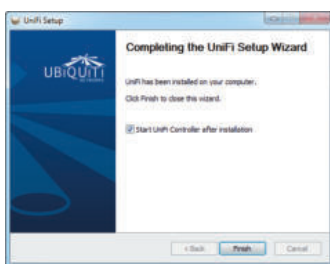 UniFi Setup
Completing the UniFi Setup Wizard
UBIQUITI
NETWORKS
UniFi has been installed on your computer.
Click Finish to close this wizard.
Start UniFi Controller after installation
< Back
Finish
Cancel